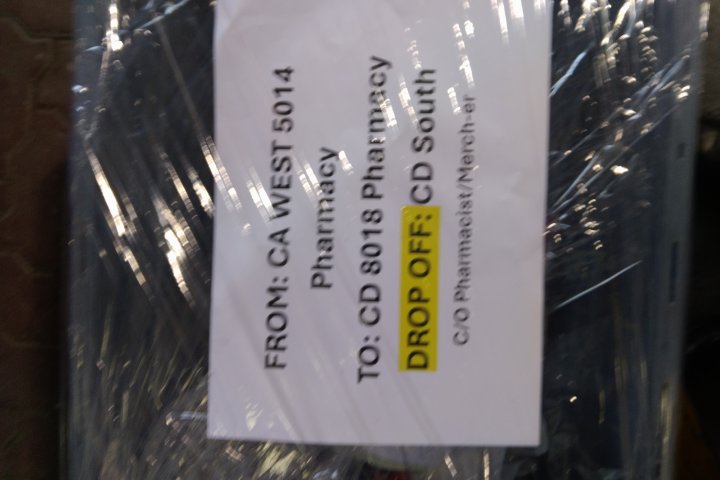 FROM: CA WEST 5014
Pharmacy
TO: CD 8018 Pharmacy
DROP OFF: CD South
C/O Pharmacist/Merch-er